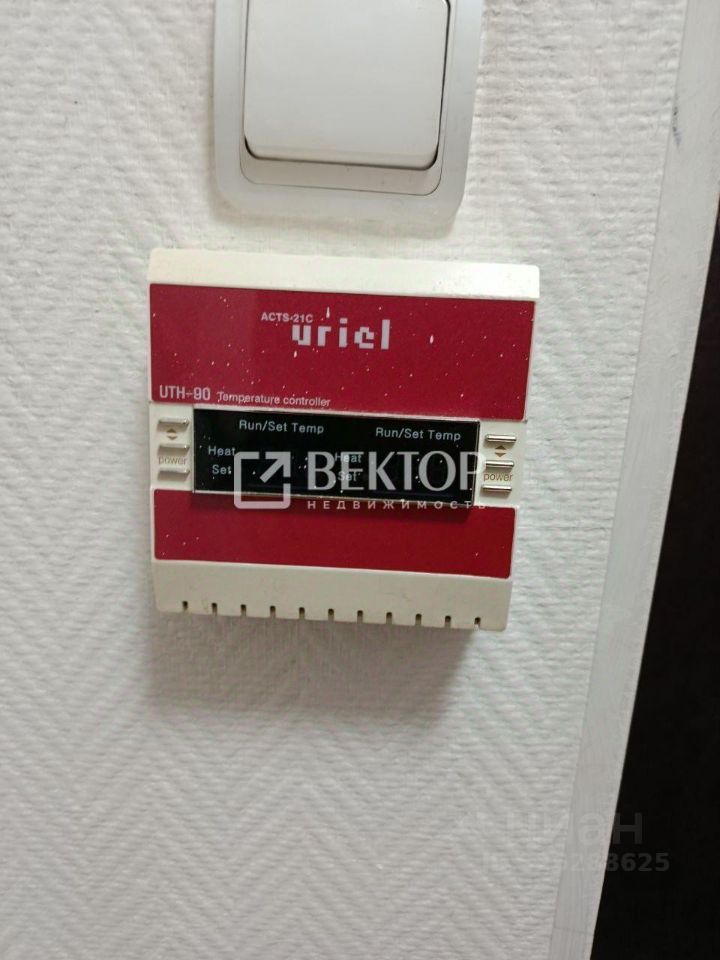 ACTS-21C
uriel
UTH-90 Temperature controller
Run/Set Temp Run/Set Temp
Heat Heat
Set Set
power power
ВЕКТОР
НЕДВИЖИМОСТЬ
циан